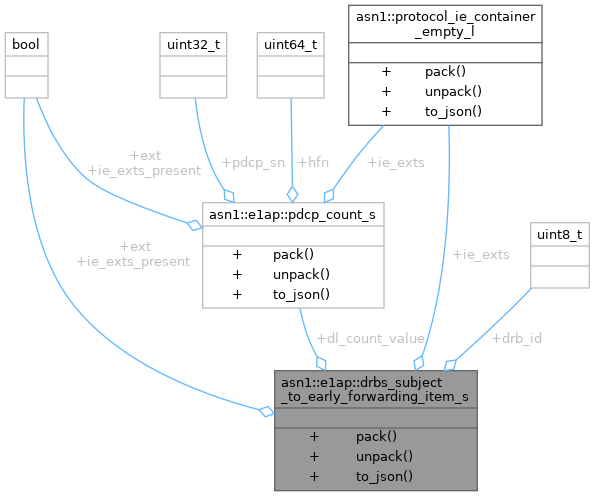 asn1::protocol_ie_container
_empty_l
+ pack()
+ unpack()
+ to_json()
bool
uint32_t
uint64_t
+ext
+ie_exts_present
+pdcp_sn
+hfn
+ie_exts
asn1::e1ap::pdcp_count_s
+ pack()
+ unpack()
+ to_json()
uint8_t
+ext
+ie_exts_present
+ie_exts
+dl_count_value
+drb_id
asn1::e1ap::drbs_subject
_to_early_forwarding_item_s
+ pack()
+ unpack()
+ to_json()